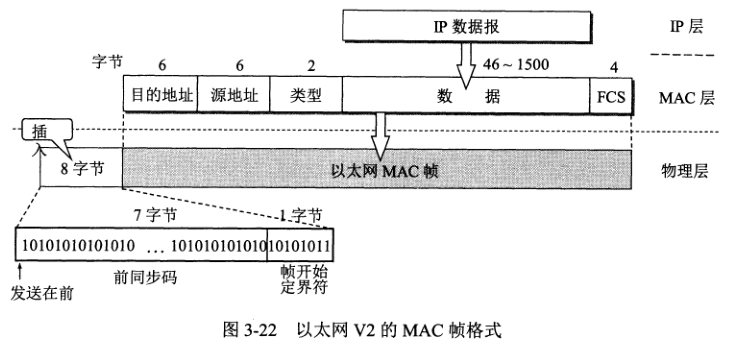 IP 数据报
IP 层
字节 6 6 2 46~1500 4
目的地址 源地址 类型 数 据 FCS MAC 层
插
8 字节 以太网 MAC 帧 物理层
7 字节 1 字节
10101010101010 … 10101010101010101011
前同步码 帧开始
定界符
发送在前
图 3-22 以太网 V2 的 MAC 帧格式